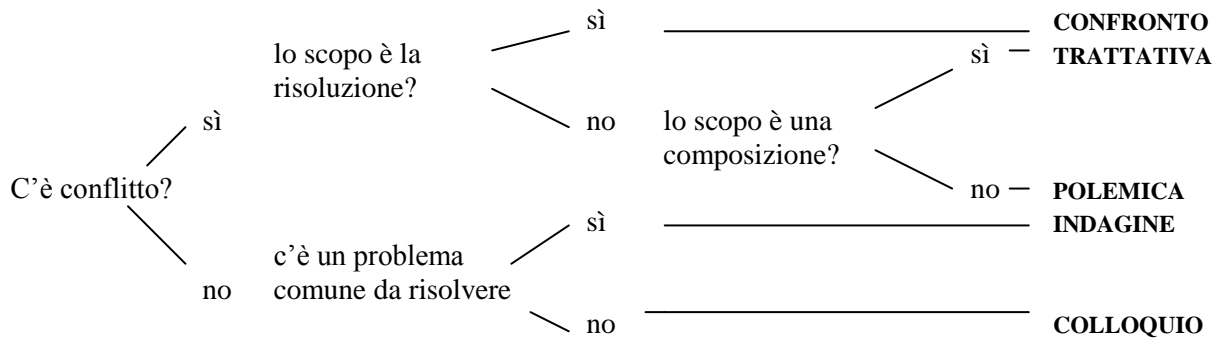 sì CONFRONTO
lo scopo è la sì TRATTATIVA
risoluzione?
sì no lo scopo è una
composizione?
C’è conflitto? no POLEMICA
sì INDAGINE
c’è un problema
no comune da risolvere
no COLLOQUIO